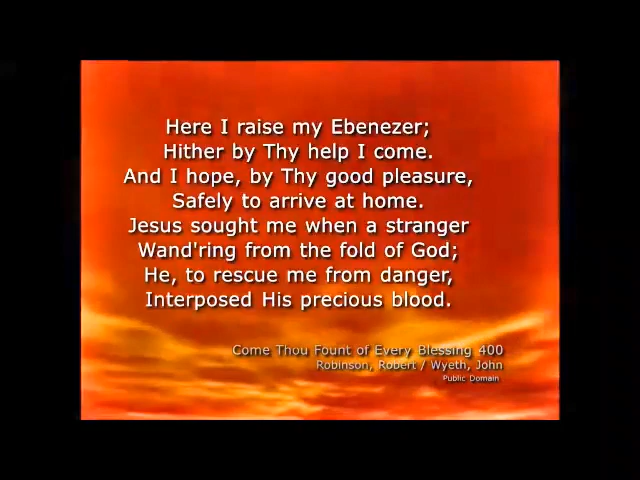 Here I raise my Ebenezer;
Hither by Thy help I come.
And I hope, by Thy good pleasure,
Safely to arrive at home.
Jesus sought me when a stranger
Wand'ring from the fold of God;
He, to rescue me from danger,
Interposed His precious blood.
Come Thou Fount of Every Blessing 400
Robinson, Robert / Wyeth, John
Public Domain